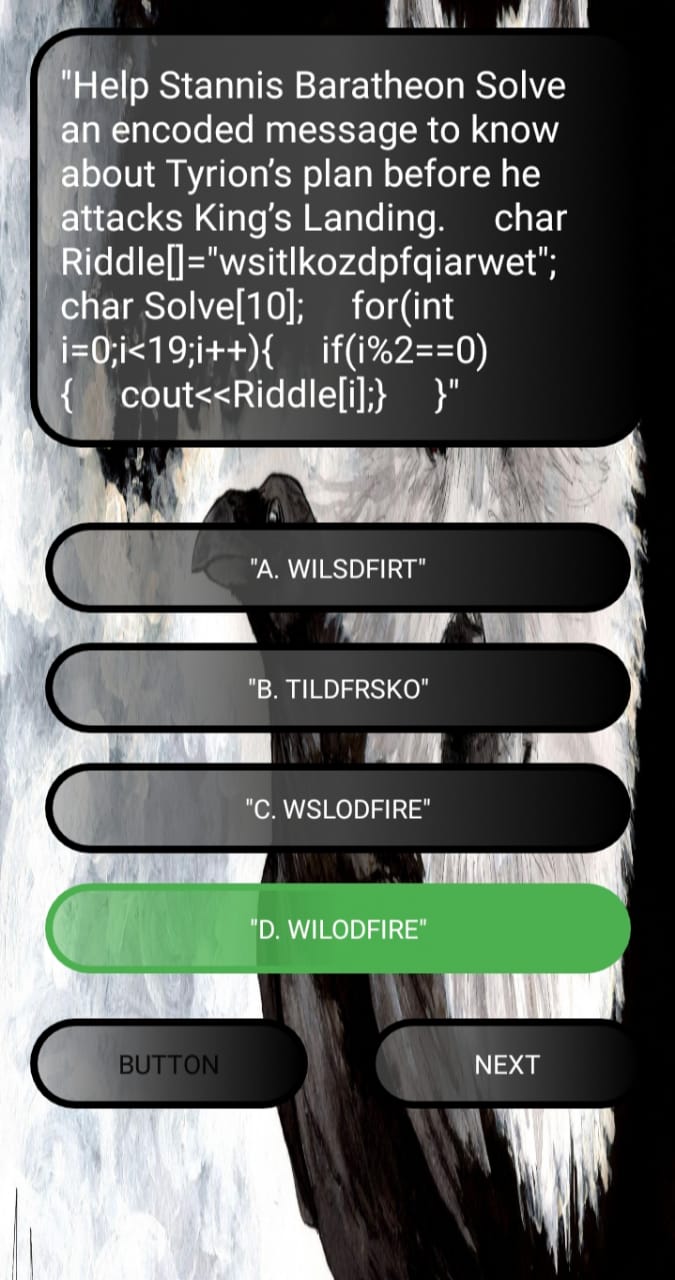 "Help Stannis Baratheon Solve
an encoded message to know
about Tyrion’s plan before he
attacks King’s Landing.     char
Riddle[]="wsitlkozdpfqiarwet";
char Solve[10];     for(int
i=0;i<19;i++){     if(i%2==0)
{     cout<<Riddle[i];}     }"
"A. WILSDFIRT"
"B. TILDFRSKO"
"C. WSLODFIRE"
"D. WILODFIRE"
BUTTON
NEXT